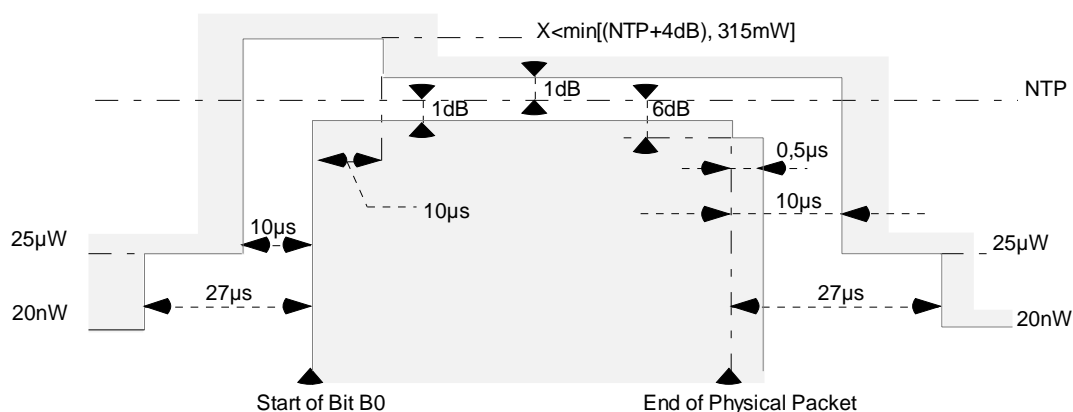 X<min[(NTP+4dB), 315mW]
1dB
NTP
1dB
6dB
0,5µs
10µs
10µs
10µs
25µW
25µW
27µs
27µs
20nW
20nW
Start of Bit B0
End of Physical Packet